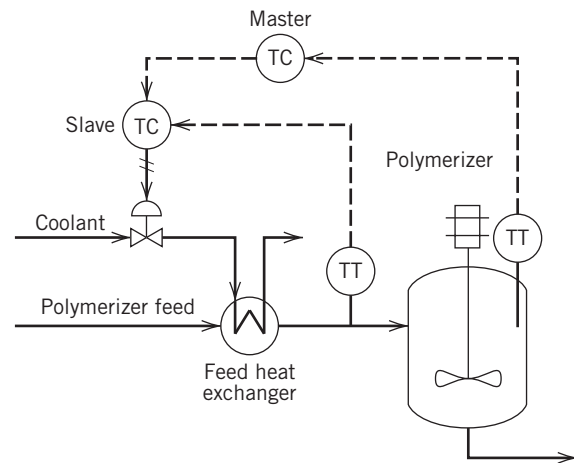 Master
TC
Slave
TC
Polymerizer
Coolant
TT
TT
Polymerizer feed
Feed heat
exchanger